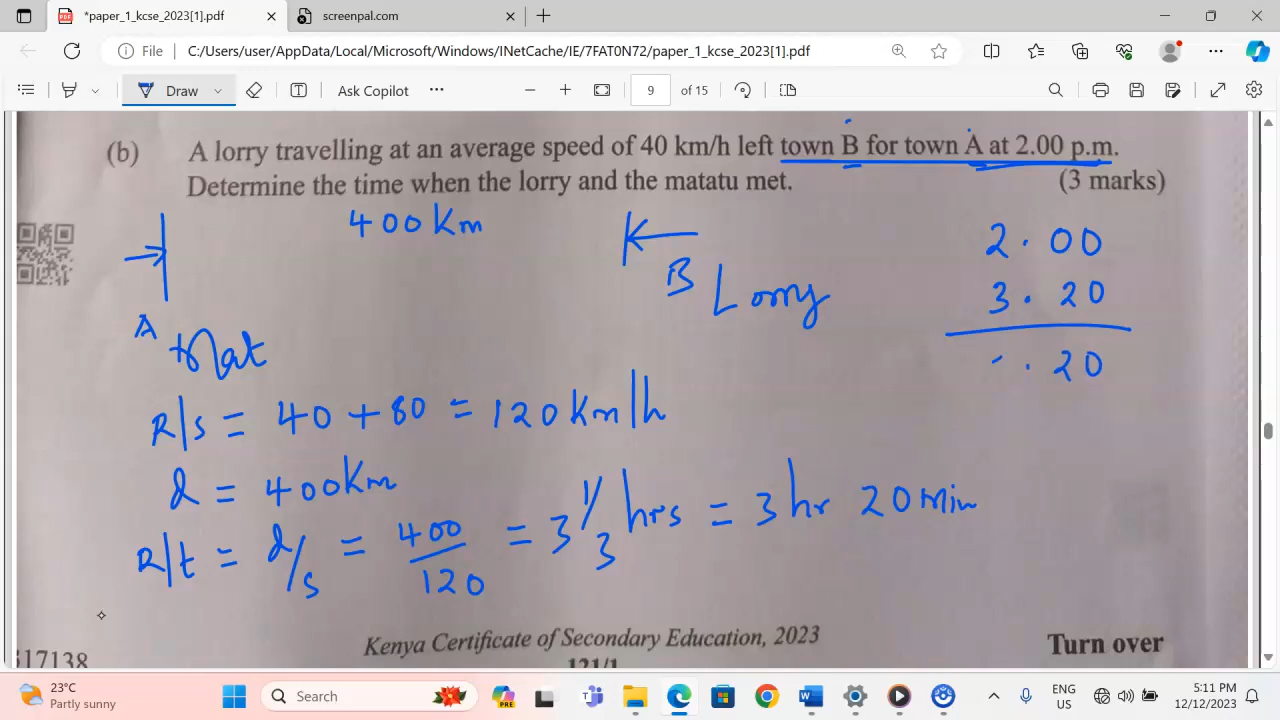 *paper_1_kcse_2023[1].pdf
screenpal.com
File
C:/Users/user/AppData/Local/Microsoft/Windows/INetCache/IE/7FAT0N72/paper_1_kcse_2023[1].pdf
Draw
Ask Copilot
9 of 15
(b) A lorry travelling at an average speed of 40 km/h left town B for town A at 2.00 p.m.
Determine the time when the lorry and the matatu met. (3 marks)
400Km
2.00
B Lorry
3.20
A
.20
Mat
R/s = 40 + 80 = 120 Km/h
d = 400Km
R/t = d/s = 400/120 = 3 1/3 hrs = 3 hr 20 Min
Kenya Certificate of Secondary Education, 2023
Turn over
17138
121/1
23°C
Partly sunny
Search
PRE
ENG
US
5:11 PM
12/12/2023